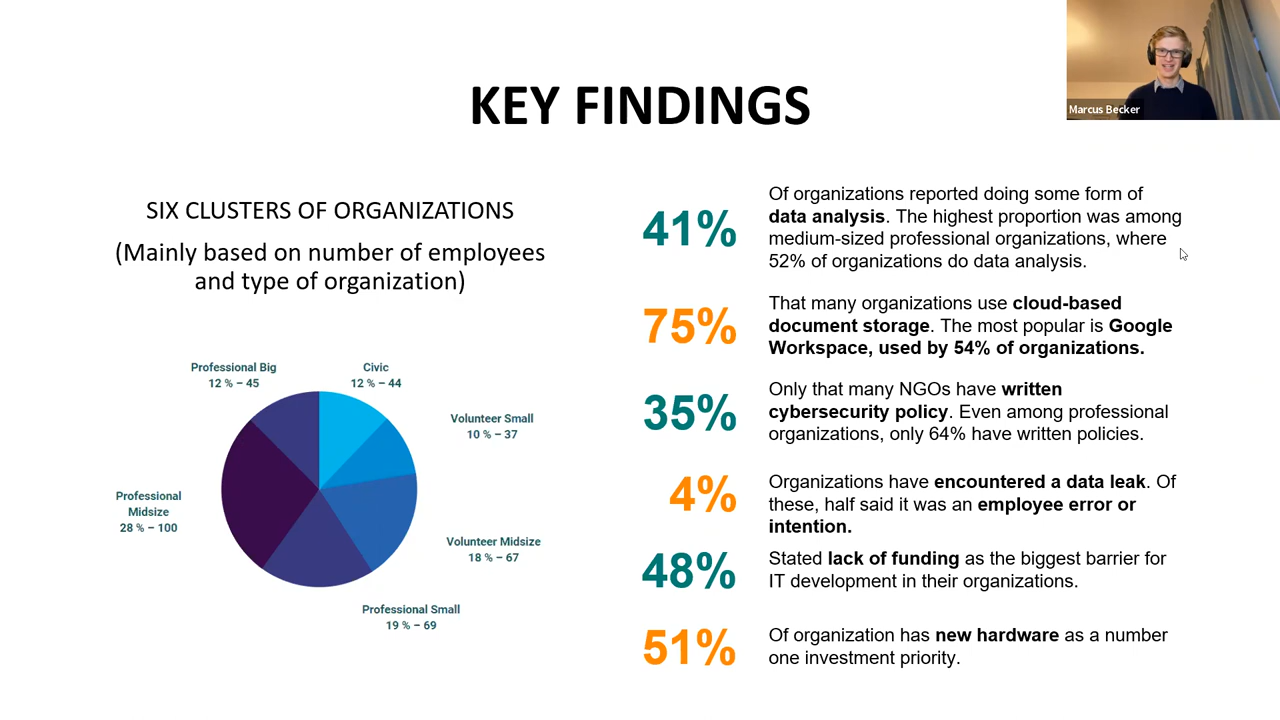 Marcus Becker
KEY FINDINGS
SIX CLUSTERS OF ORGANIZATIONS
(Mainly based on number of employees
and type of organization)
Professional Big
12 % – 45
Civic
12 % – 44
Volunteer Small
10 % – 37
Professional
Midsize
28 % – 100
Volunteer Midsize
18 % – 67
Professional Small
19 % – 69
41%
Of organizations reported doing some form of
data analysis. The highest proportion was among
medium-sized professional organizations, where
52% of organizations do data analysis.
75%
That many organizations use cloud-based
document storage. The most popular is Google
Workspace, used by 54% of organizations.
35%
Only that many NGOs have written
cybersecurity policy. Even among professional
organizations, only 64% have written policies.
4%
Organizations have encountered a data leak. Of
these, half said it was an employee error or
intention.
48%
Stated lack of funding as the biggest barrier for
IT development in their organizations.
51%
Of organization has new hardware as a number
one investment priority.